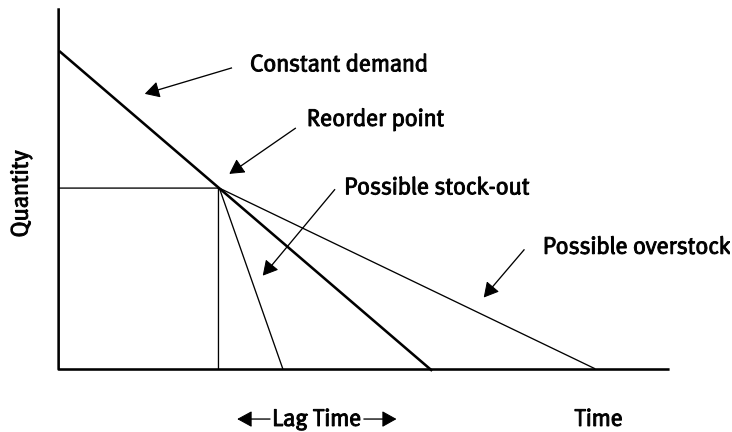 Constant demand
Reorder point
Possible stock-out
Quantity
Possible overstock
Lag Time
Time